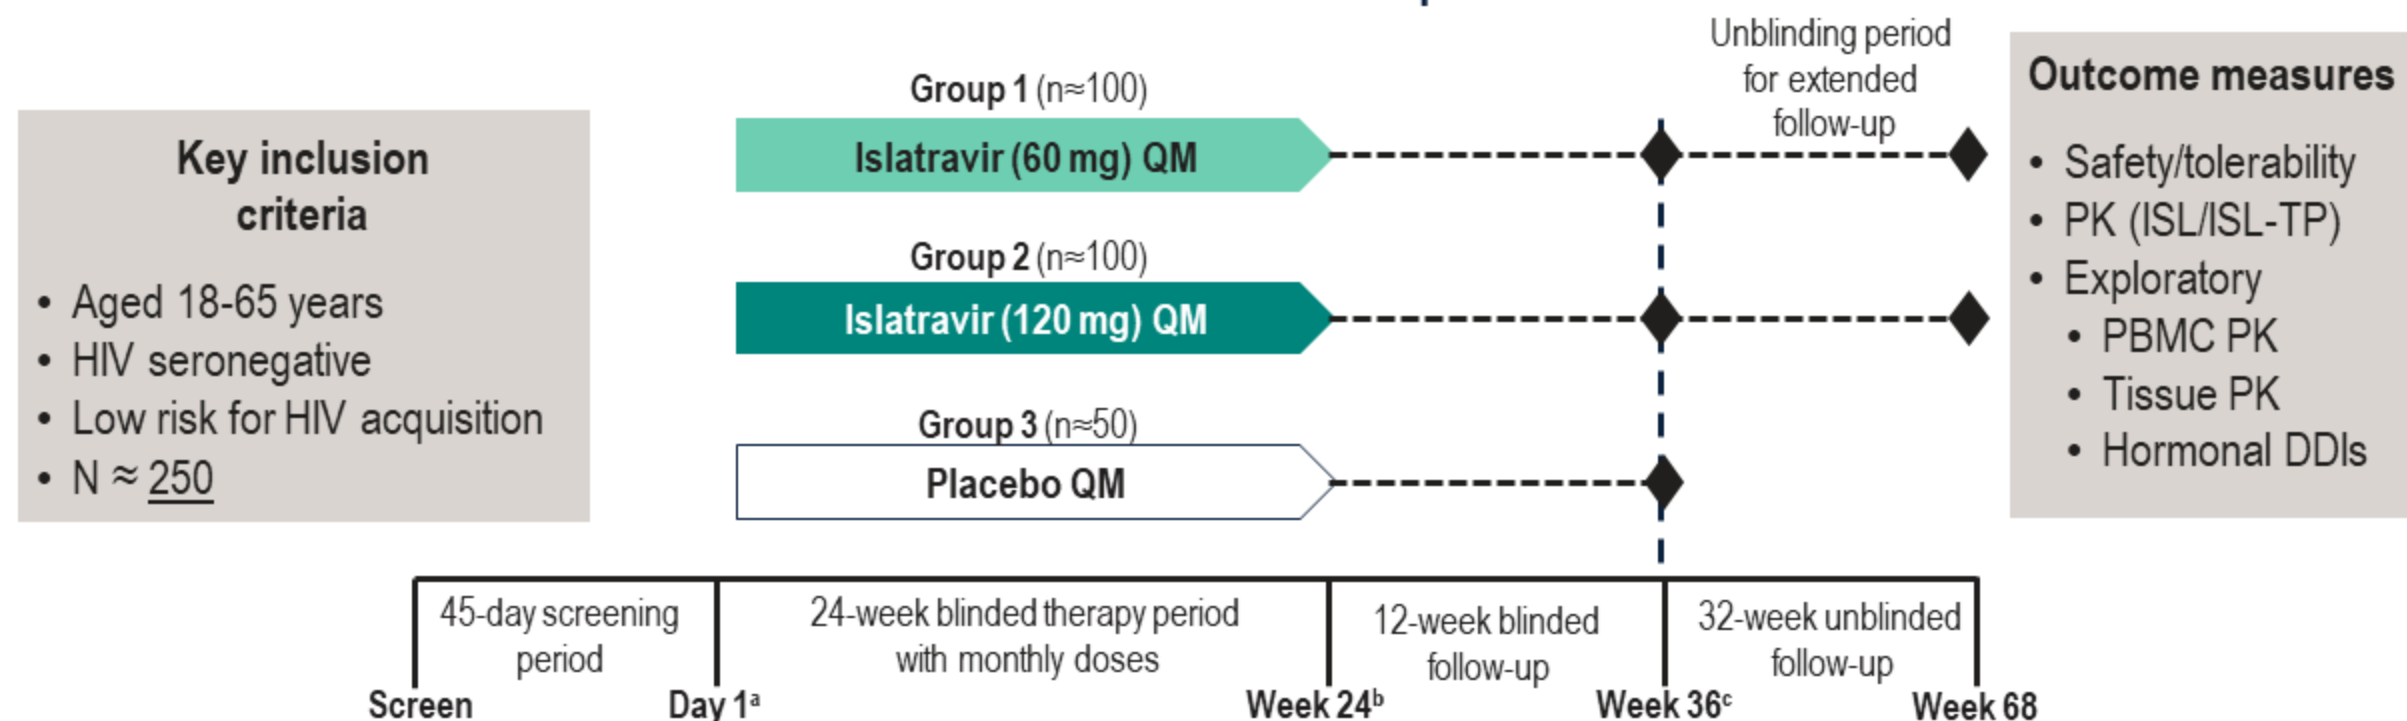 Key inclusion
criteria
• Aged 18-65 years
• HIV seronegative
• Low risk for HIV acquisition
• N ≈ 250
Group 1 (n≈100)
Islatravir (60 mg) QM
Group 2 (n≈100)
Islatravir (120 mg) QM
Group 3 (n≈50)
Placebo QM
Unblinding period
for extended
follow-up
Outcome measures
• Safety/tolerability
• PK (ISL/ISL-TP)
• Exploratory
• PBMC PK
• Tissue PK
• Hormonal DDIs
45-day screening
period
24-week blinded therapy period
with monthly doses
12-week blinded
follow-up
32-week unblinded
follow-up
Screen
Day 1ᵃ
Week 24ᵇ
Week 36ᶜ
Week 68